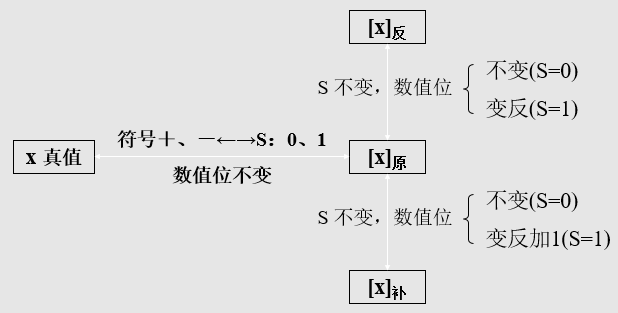 [x]反
S 不变，数值位
不变(S=0)
变反(S=1)
符号＋、－←→S：0、1
x 真值
[x]原
数值位不变
S 不变，数值位
不变(S=0)
变反加1(S=1)
[x]补